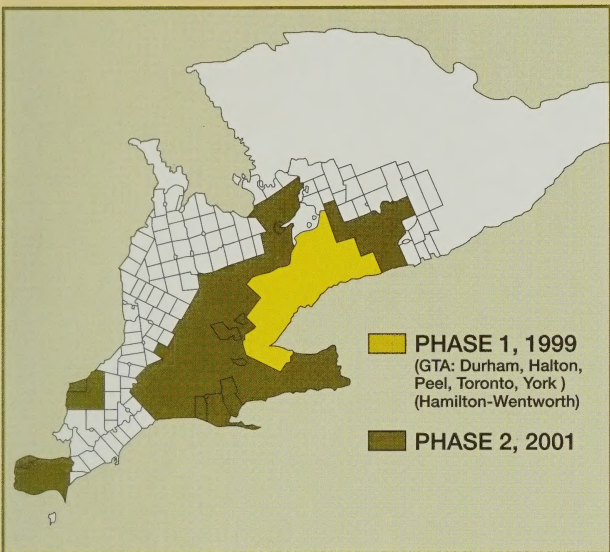 PHASE 1, 1999
(GTA: Durham, Halton,
Peel, Toronto, York )
(Hamilton-Wentworth)
PHASE 2, 2001